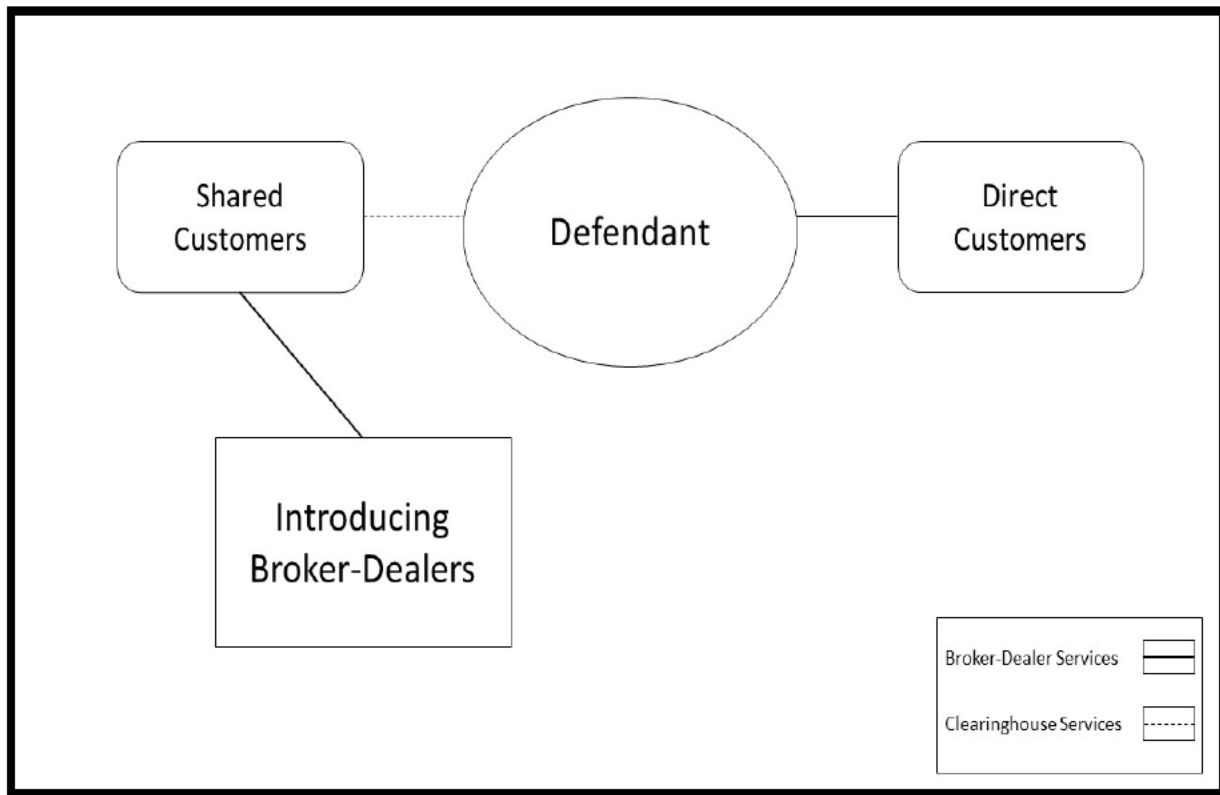 Shared
Customers
Defendant
Direct
Customers
Introducing
Broker-Dealers
Broker-Dealer Services
Clearinghouse Services